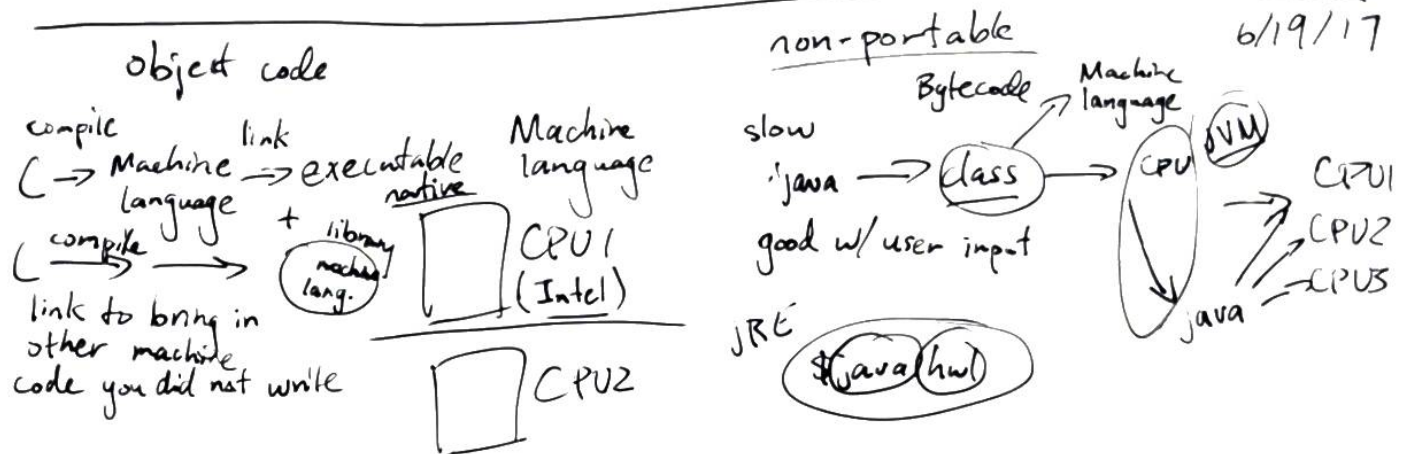 non-portable
6/19/17
object code
compile
link
C → Machine → executable
language
native
+ library
machine
lang.
C compile
link to bring in
other machine
code you did not write
Machine
language
CPU1
(Intel)
CPU2
Bytecode
Machine
language
slow
.java → class → CPU
JVM
good w/ user input
java
CPU1
CPU2
CPU3
JRE
$ java hw1